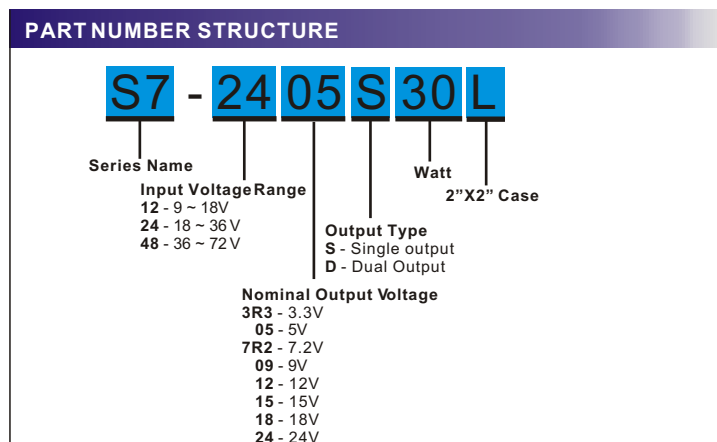 PART NUMBER STRUCTURE
S7 - 24 05 S 30 L
Series Name
Watt
2”X2” Case
Input Voltage Range
12 - 9 ~ 18V
24 - 18 ~ 36 V
48 - 36 ~ 72 V
Output Type
S - Single output
D - Dual Output
Nominal Output Voltage
3R3 - 3.3V
05 - 5V
7R2 - 7.2V
09 - 9V
12 - 12V
15 - 15V
18 - 18V
24 - 24V